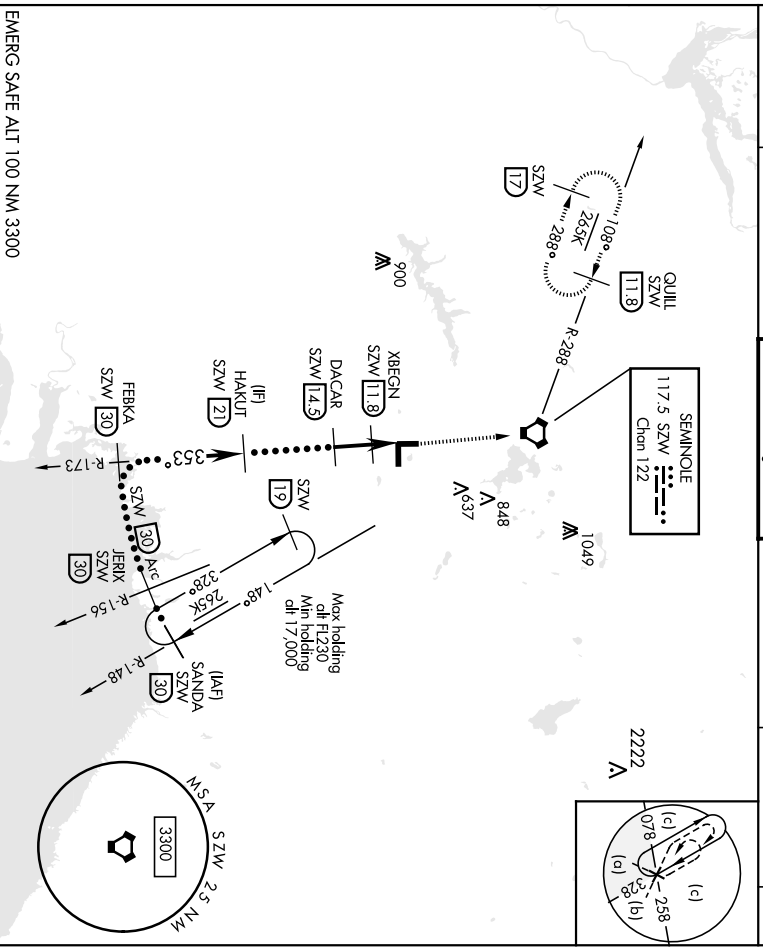 EMERG SAFE ALT 100 NM 3300
SEMINOLE
117.5 SZW
Chan 122
QUILL
SZW
11.8
SZW
17
108°
265K
288°
R-288
900
848
637
1049
2222
XBEGN
SZW 11.8
DACAR
SZW 14.5
(IF)
HAKUT
SZW 21
353°
FEBKA
SZW
30
R-173
SZW 30 Arc
JERIX
SZW
30
R-156
R-148
(IAF)
SANDA
SZW
30
SZW
19
328°
265K
148°
Max holding
alt FL230
Min holding
alt 17,000
MSA SZW 25 NM
3300
(c)
078
(a)
328
(b)
258
(c)